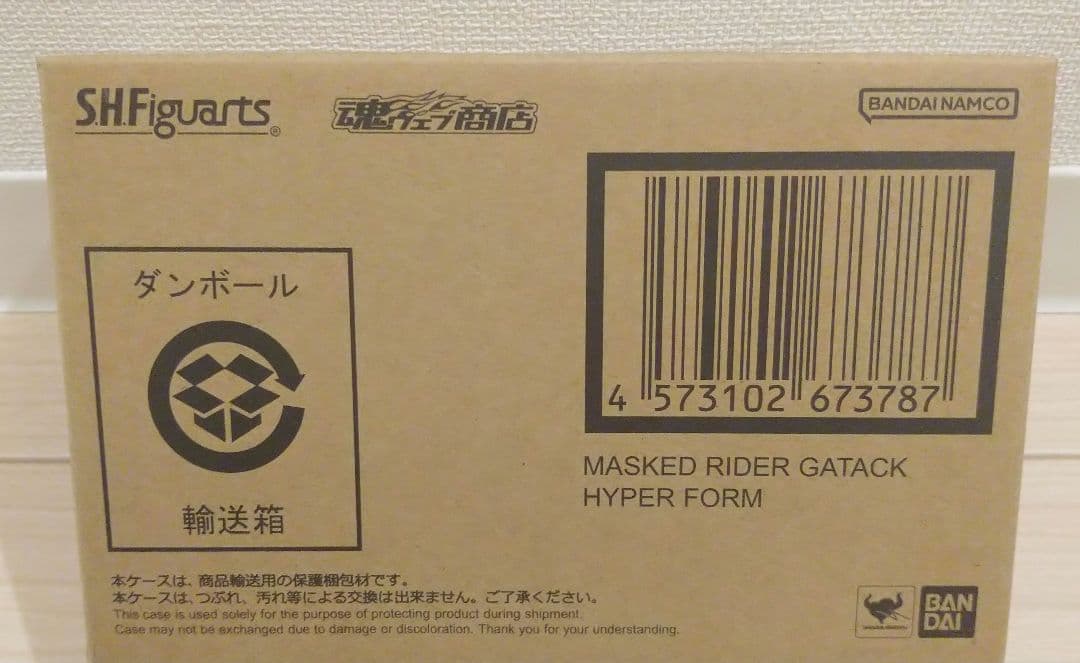 S.H.Figuarts®
魂ウェブ商店
BANDAI NAMCO
ダンボール
輸送箱
4 573102 673787
MASKED RIDER GATACK
HYPER FORM
本ケースは、商品輸送用の保護梱包材です。
本ケースは、つぶれ、汚れ等による交換は出来ません。ご了承ください。
This case is used solely for the purpose of protecting product during shipment.
Case may not be exchanged due to damage or discoloration. Thank you for your understanding.
BAN
DAI